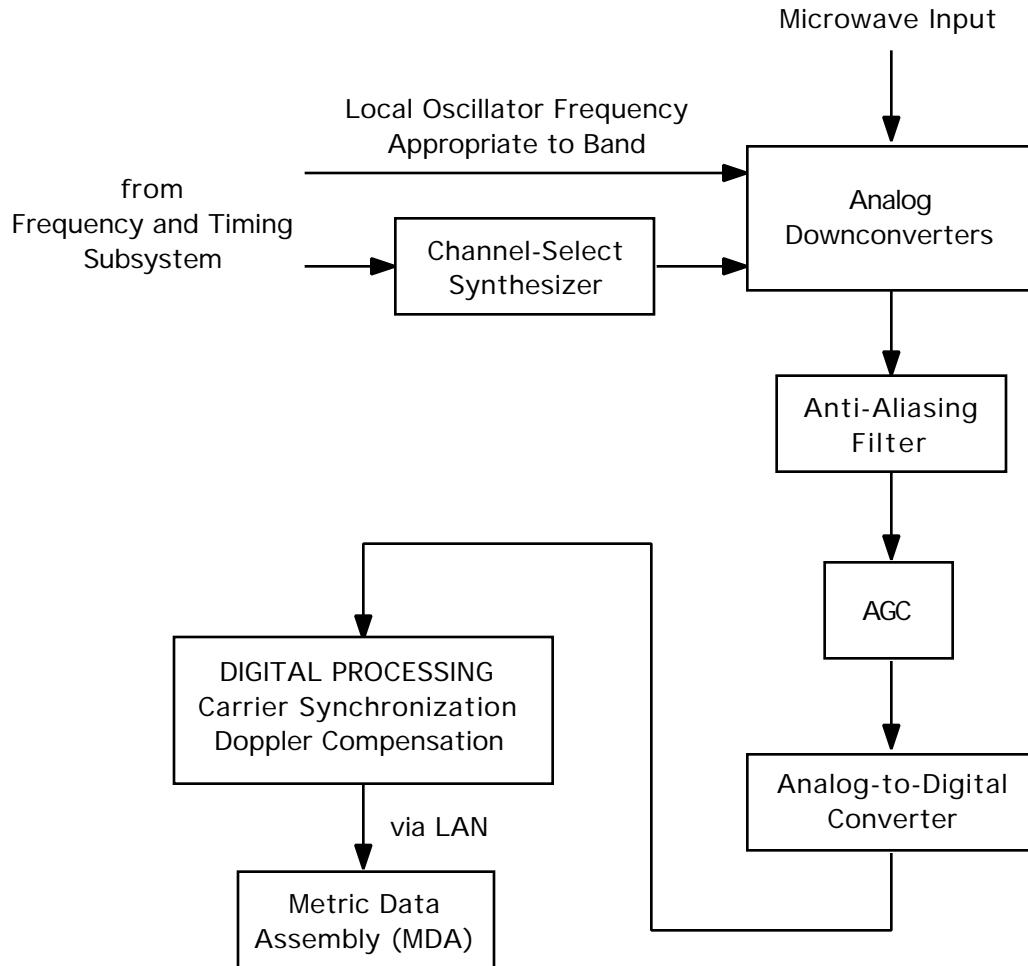 Microwave Input
Local Oscillator Frequency
Appropriate to Band
from
Frequency and Timing
Subsystem
Channel-Select
Synthesizer
Analog
Downconverters
Anti-Aliasing
Filter
AGC
Analog-to-Digital
Converter
DIGITAL PROCESSING
Carrier Synchronization
Doppler Compensation
via LAN
Metric Data
Assembly (MDA)